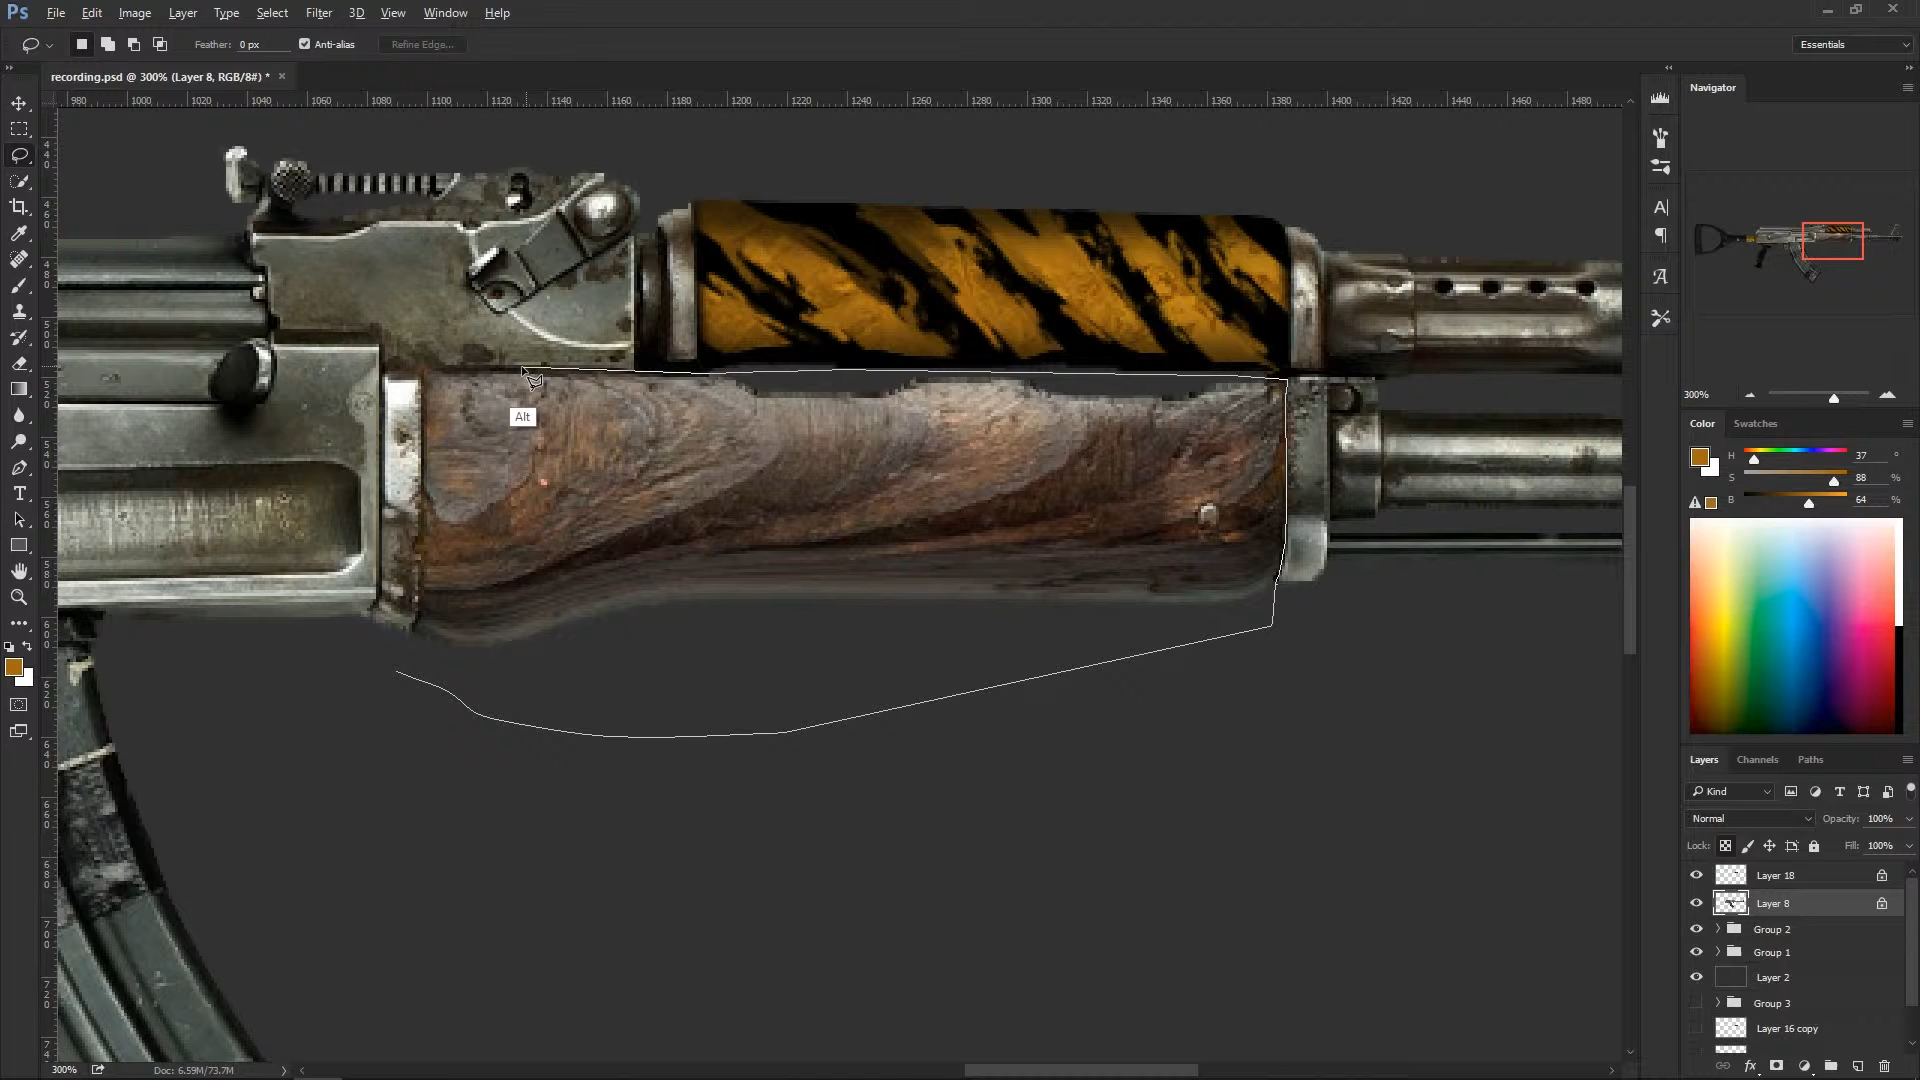 Ps File Edit Image Layer Type Select Filter 3D View Window Help
Feather: 0 px Anti-alias Refine Edge... Essentials
recording.psd @ 300% (Layer 8, RGB/8#) * ×
980 1000 1020 1040 1060 1080 1100 1120 1140 1160 1180 1200 1220 1240 1260 1280 1300 1320 1340 1360 1380 1400 1420 1440 1460 1480
Navigator
Alt
300%
Color Swatches
H 37 °
S 88 %
B 64 %
Layers Channels Paths
Kind
Normal Opacity: 100%
Lock: Fill: 100%
Layer 18
Layer 8
Group 2
Group 1
Layer 2
Group 3
Layer 16 copy
300% Doc: 6.59M/73.7M